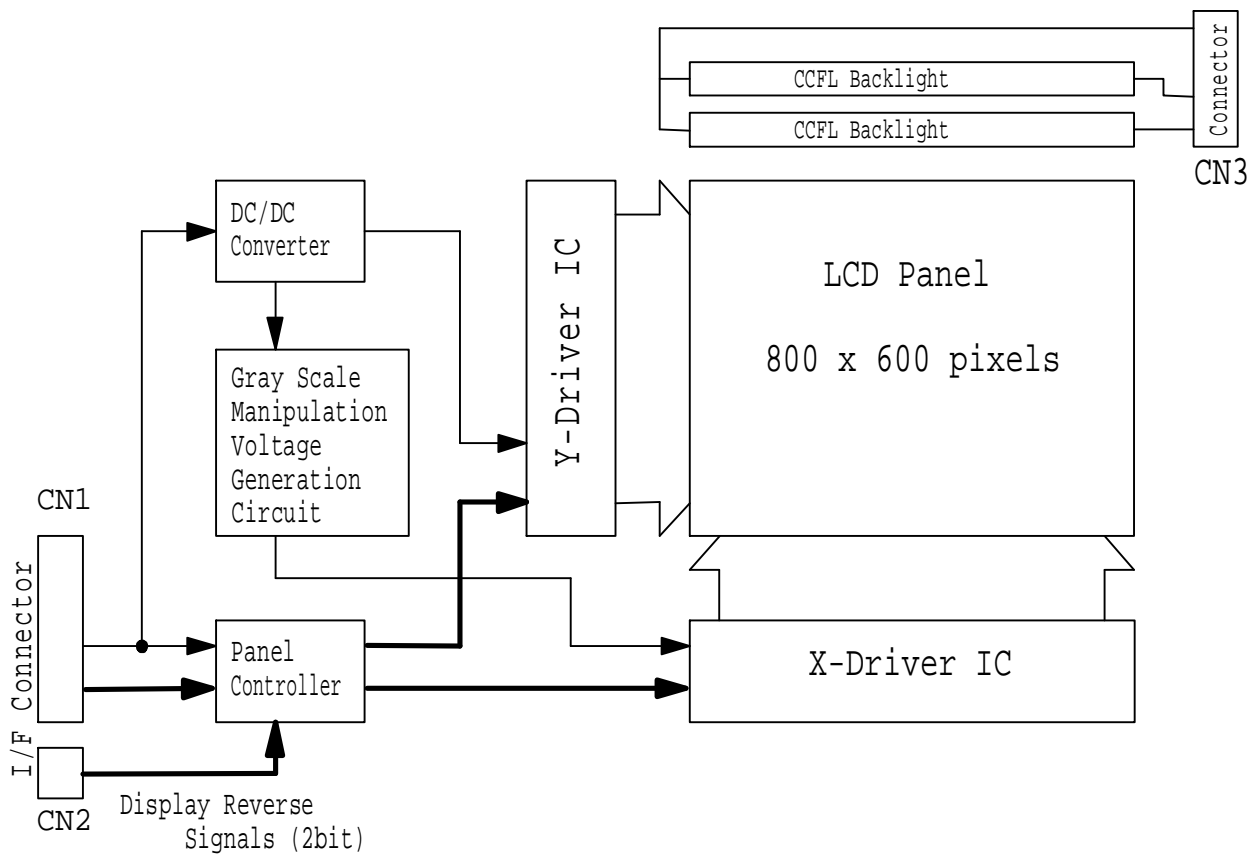 CCFL Backlight
CCFL Backlight
Connector
CN3
DC/DC
Converter
Gray Scale
Manipulation
Voltage
Generation
Circuit
Y-Driver IC
LCD Panel
800 x 600 pixels
CN1
I/F Connector
Panel
Controller
X-Driver IC
CN2
Display Reverse
Signals (2bit)